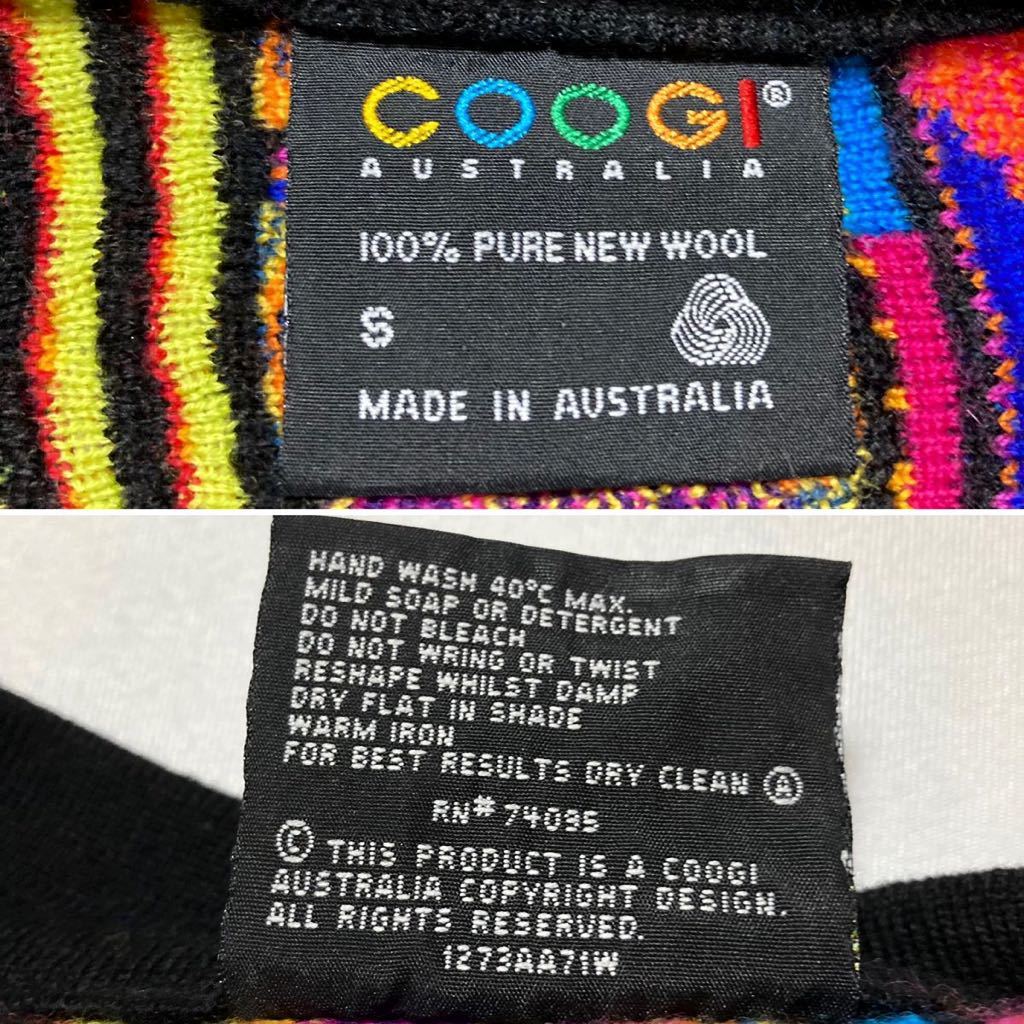 COOGI®
AUSTRALIA
100% PURE NEW WOOL
S
MADE IN AUSTRALIA
HAND WASH 40°C MAX.
MILD SOAP OR DETERGENT
DO NOT BLEACH
DO NOT WRING OR TWIST
RESHAPE WHILST DAMP
DRY FLAT IN SHADE
WARM IRON
FOR BEST RESULTS DRY CLEAN Ⓐ
RN# 74095
© THIS PRODUCT IS A COOGI
AUSTRALIA COPYRIGHT DESIGN.
ALL RIGHTS RESERVED.
1273AA71W